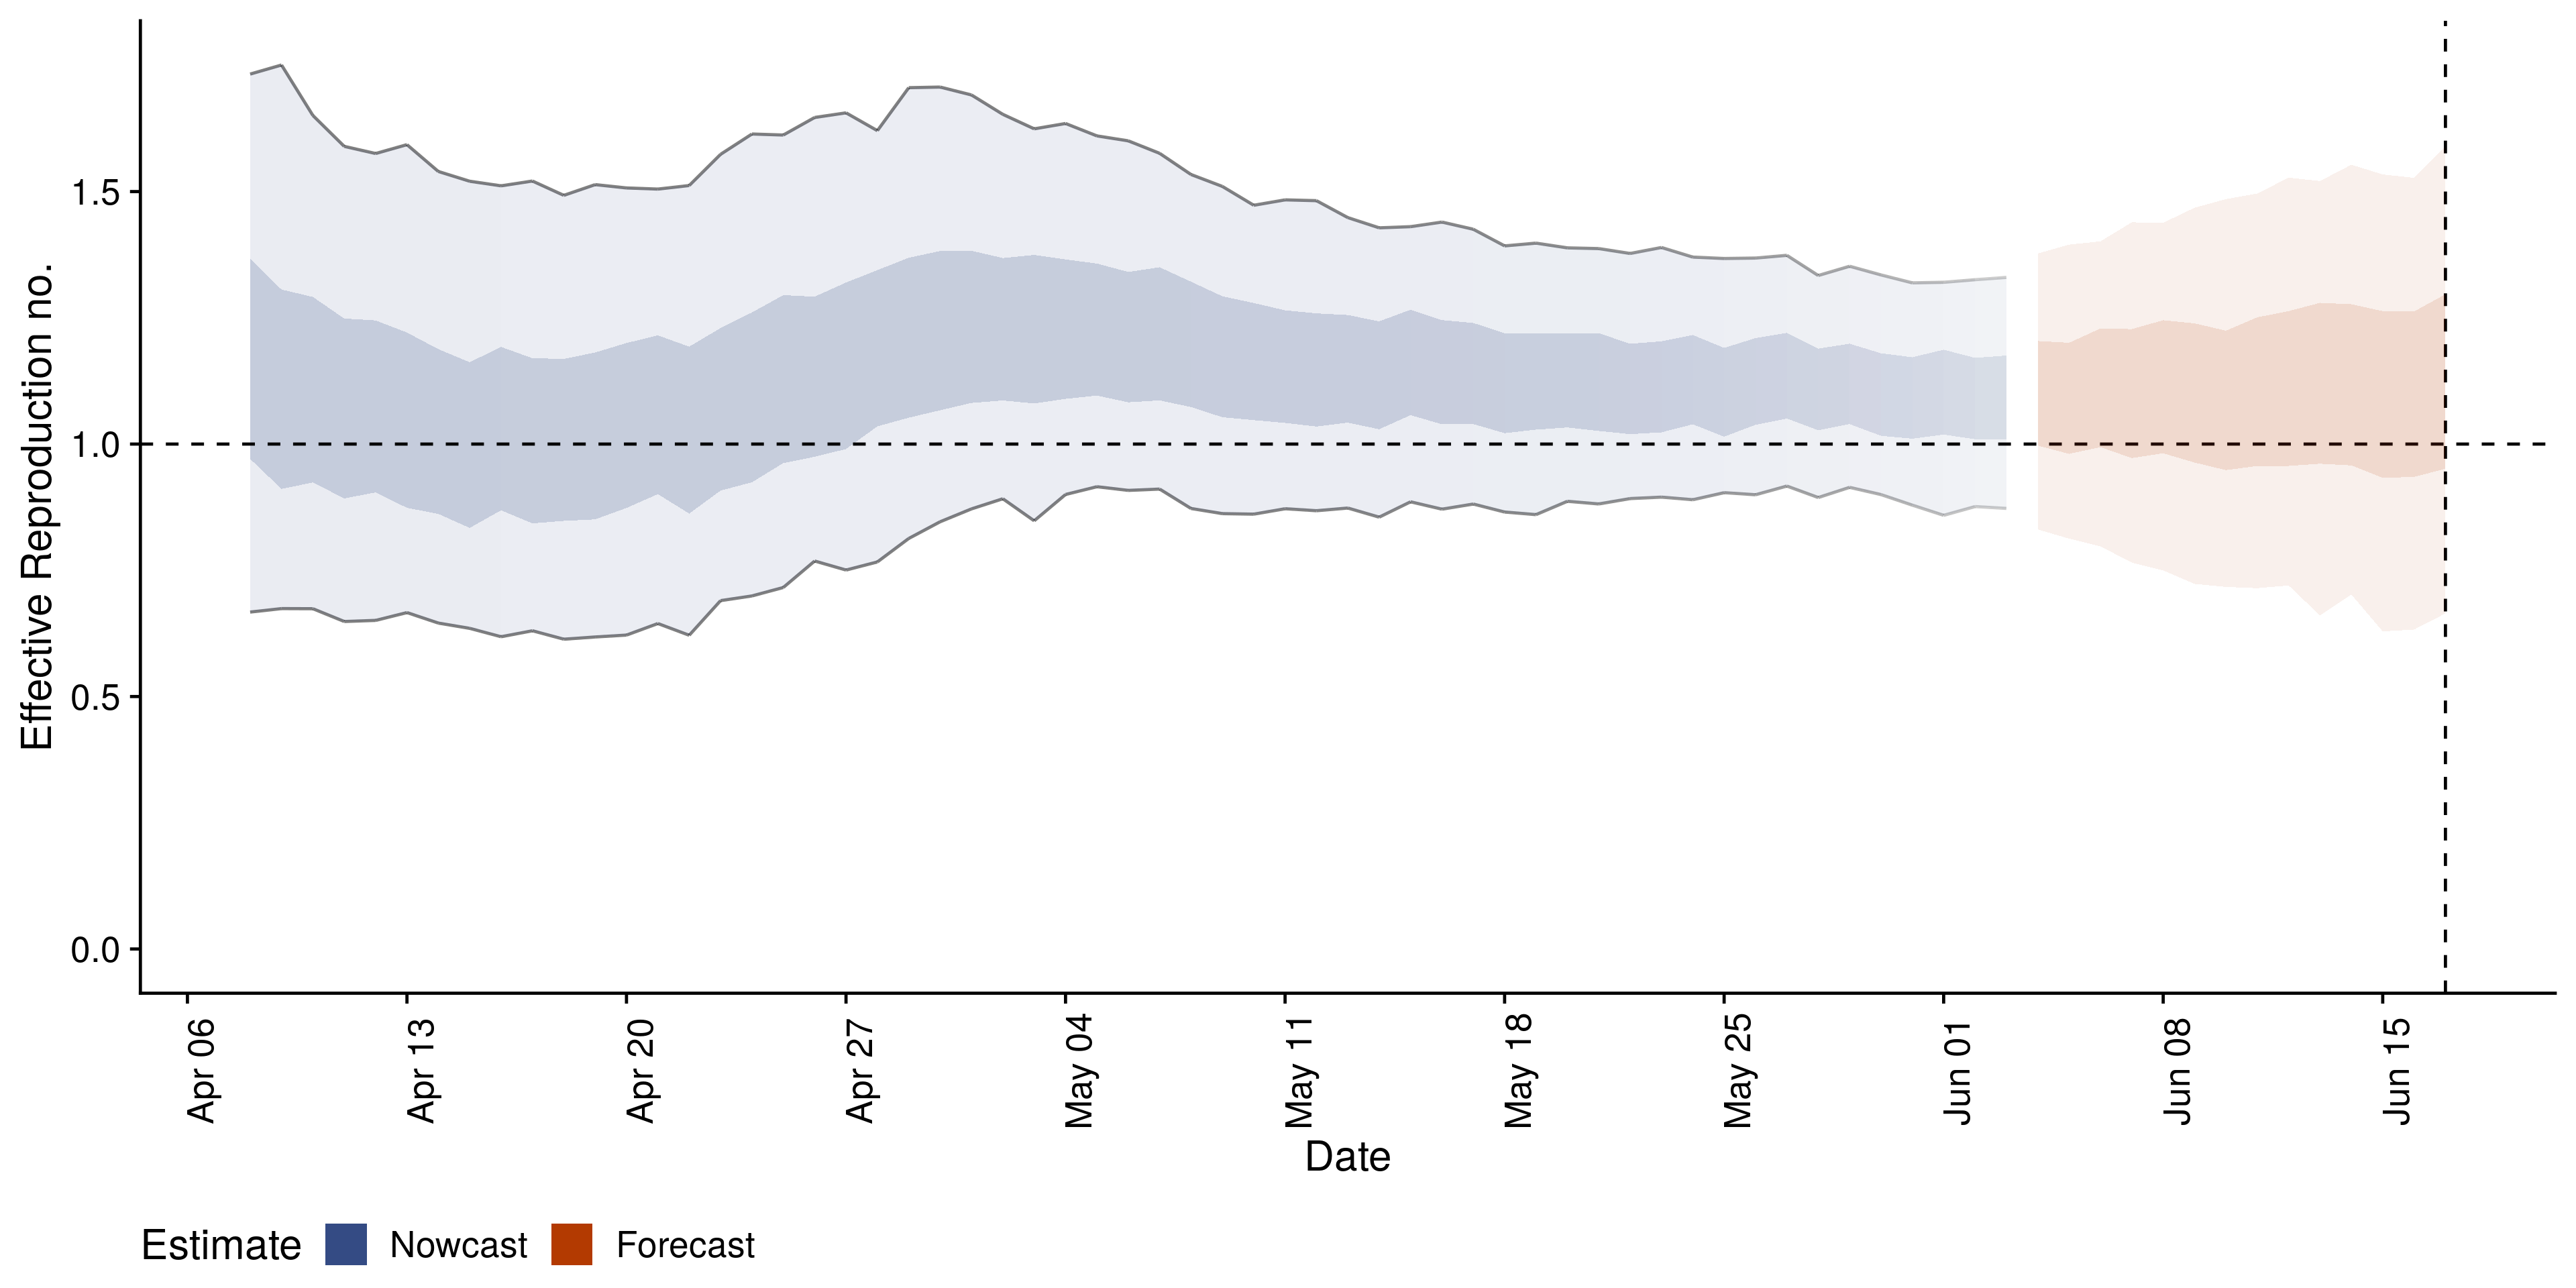 Effective Reproduction no.
1.5
1.0
0.5
0.0
Apr 06
Apr 13
Apr 20
Apr 27
May 04
May 11
May 18
May 25
Jun 01
Jun 08
Jun 15
Date
Estimate Nowcast Forecast